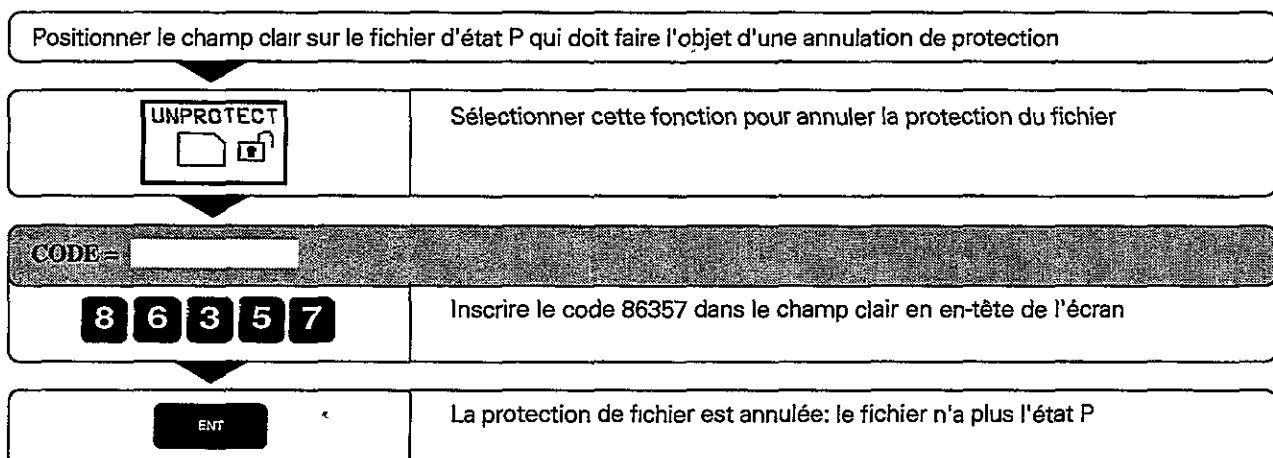 Positionner le champ clair sur le fichier d'état P qui doit faire l'objet d'une annulation de protection
UNPROTECT
Sélectionner cette fonction pour annuler la protection du fichier
CODE =
8 6 3 5 7
Inscrire le code 86357 dans le champ clair en en-tête de l'écran
ENT
La protection de fichier est annulée: le fichier n'a plus l'état P